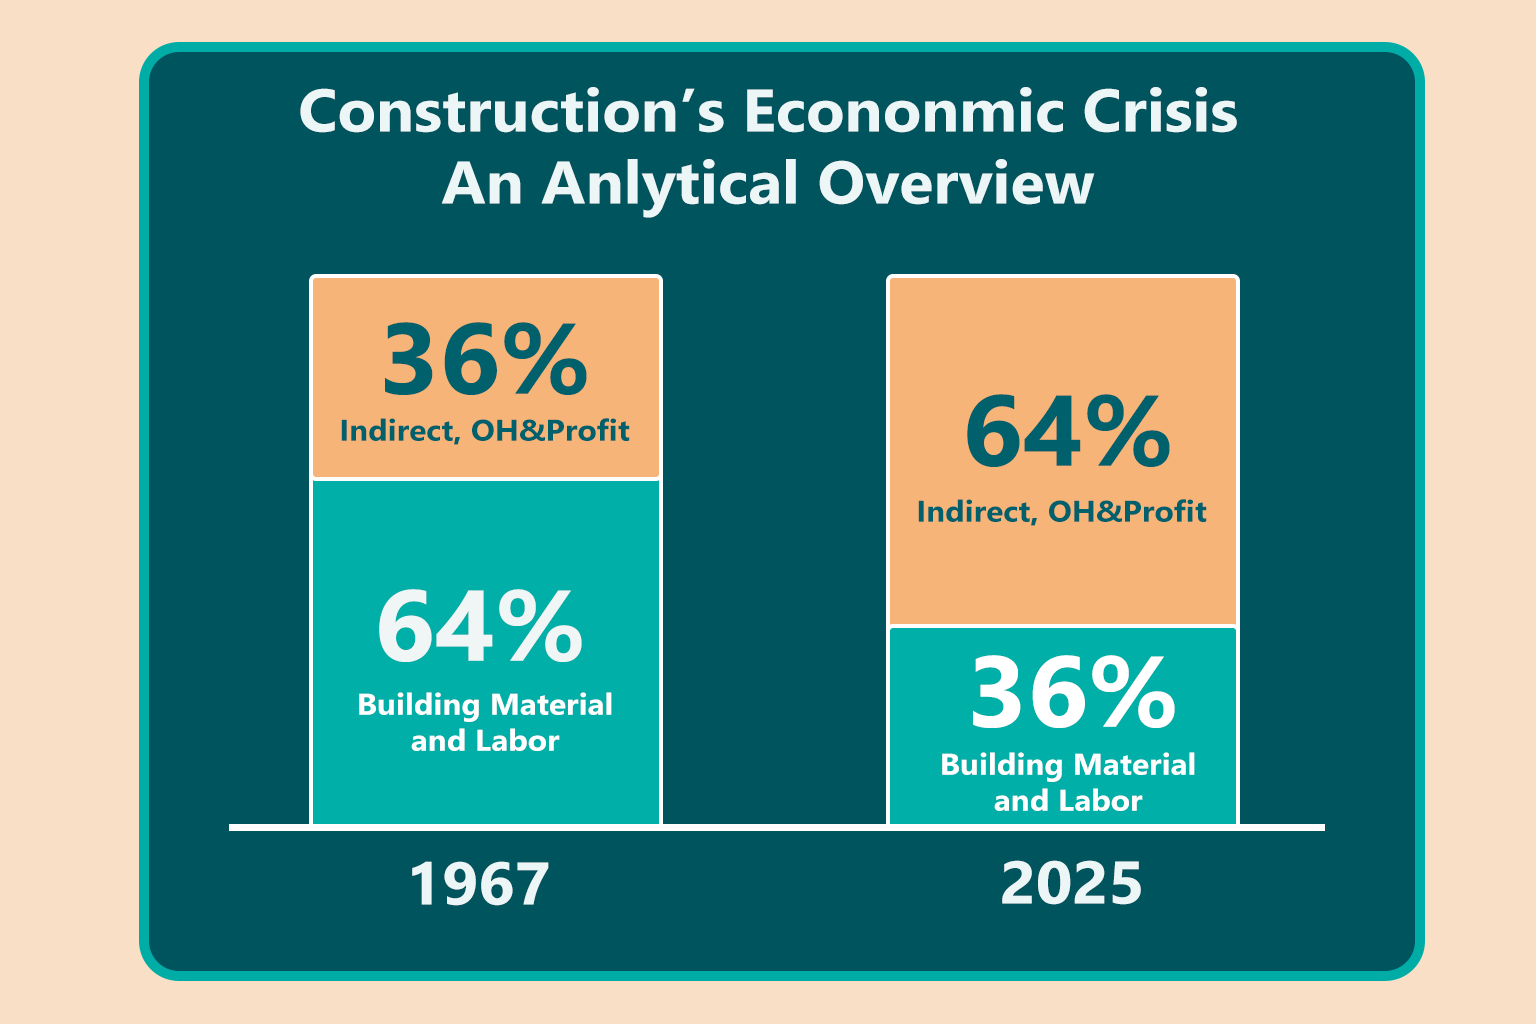 Construction’s Econonmic Crisis
An Anlytical Overview
36%
Indirect, OH&Profit
64%
Building Material
and Labor
1967
64%
Indirect, OH&Profit
36%
Building Material
and Labor
2025